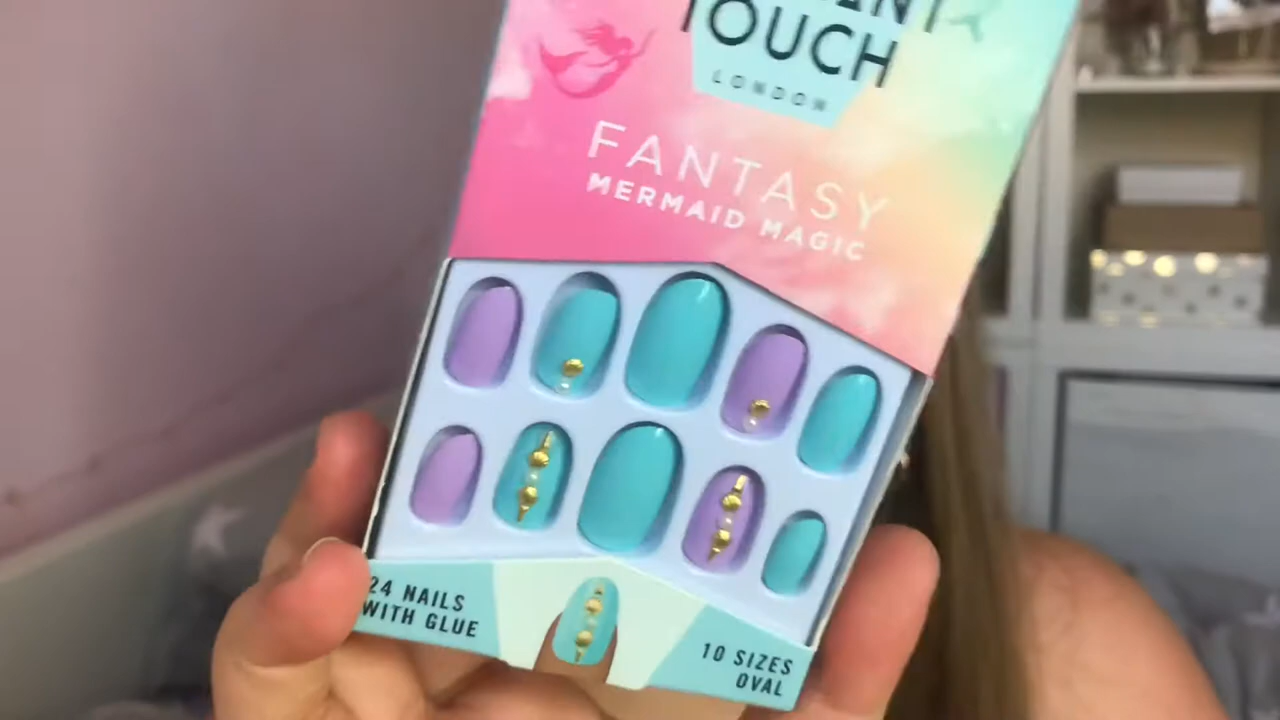 TOUCH
LONDON
FANTASY
MERMAID MAGIC
24 NAILS
WITH GLUE
10 SIZES
OVAL